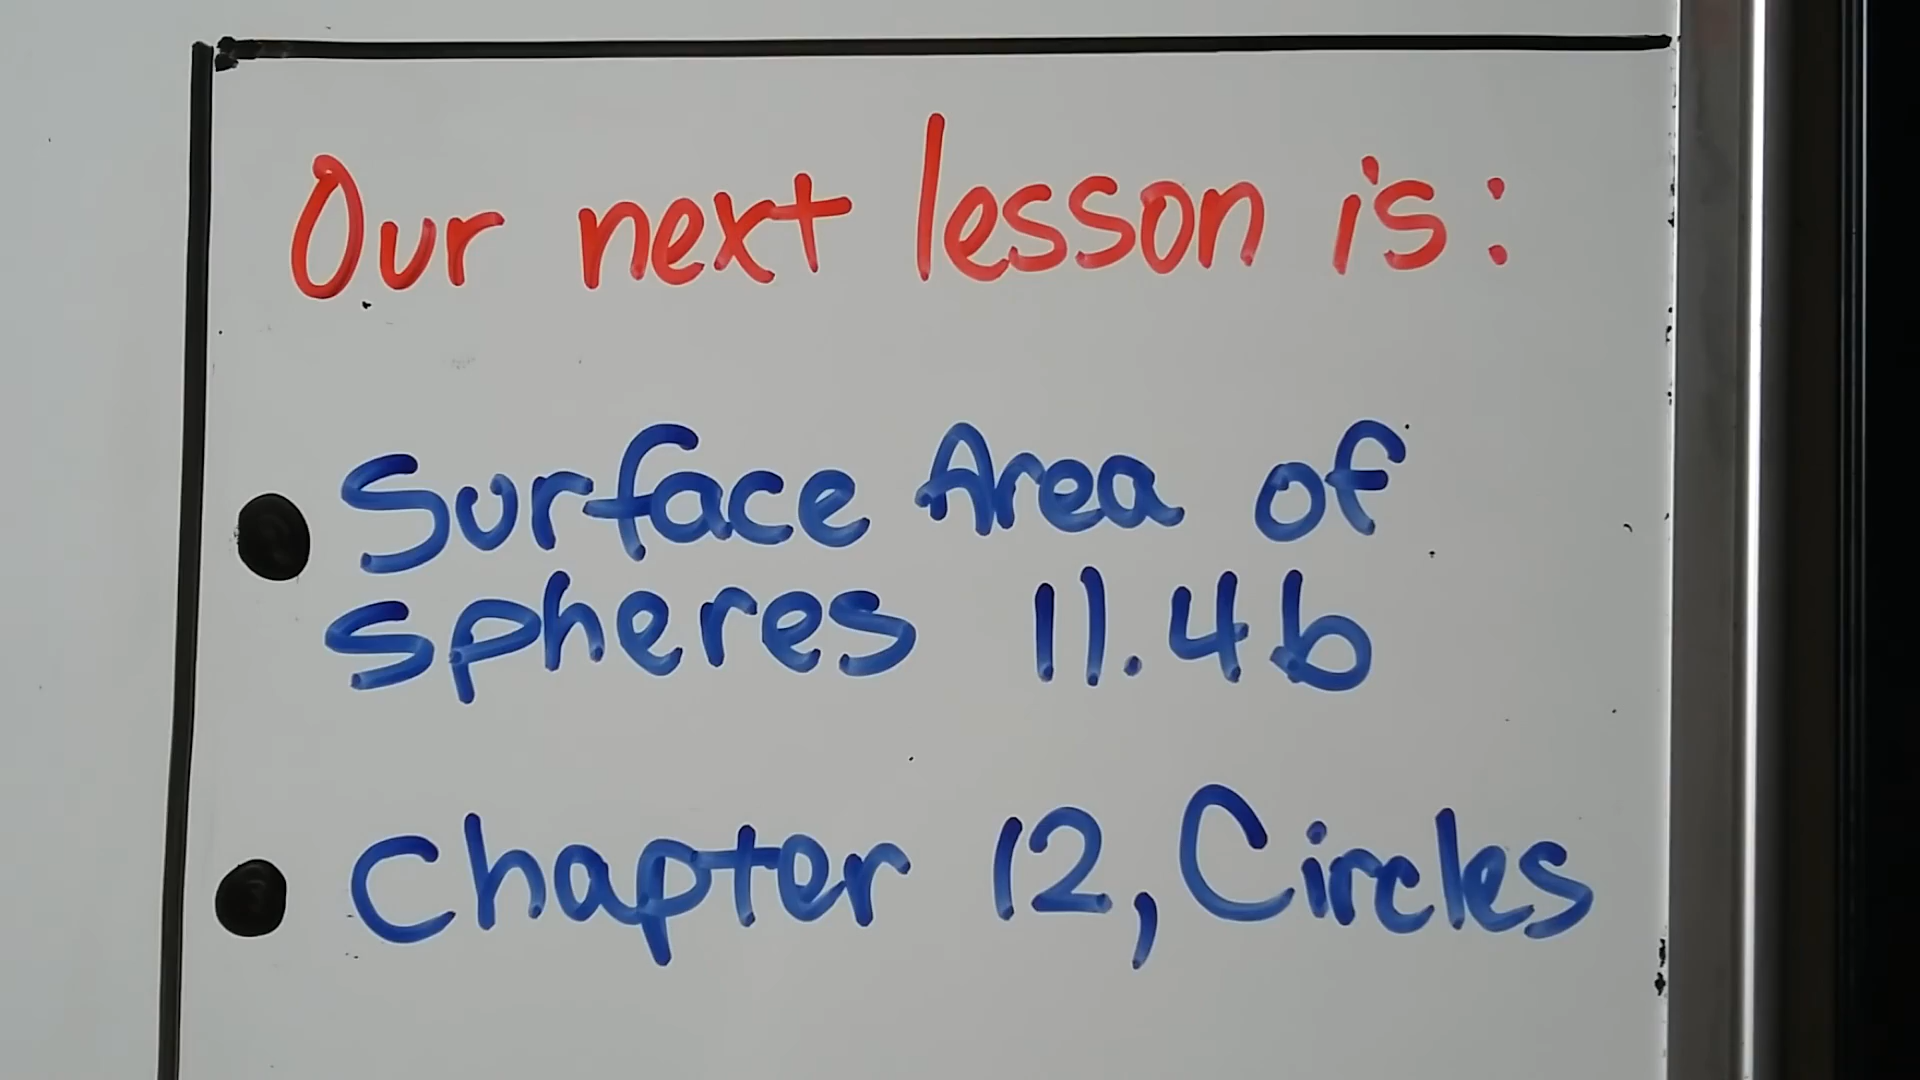 Our next lesson is:
Surface Area of
spheres 11.4b
Chapter 12, Circles